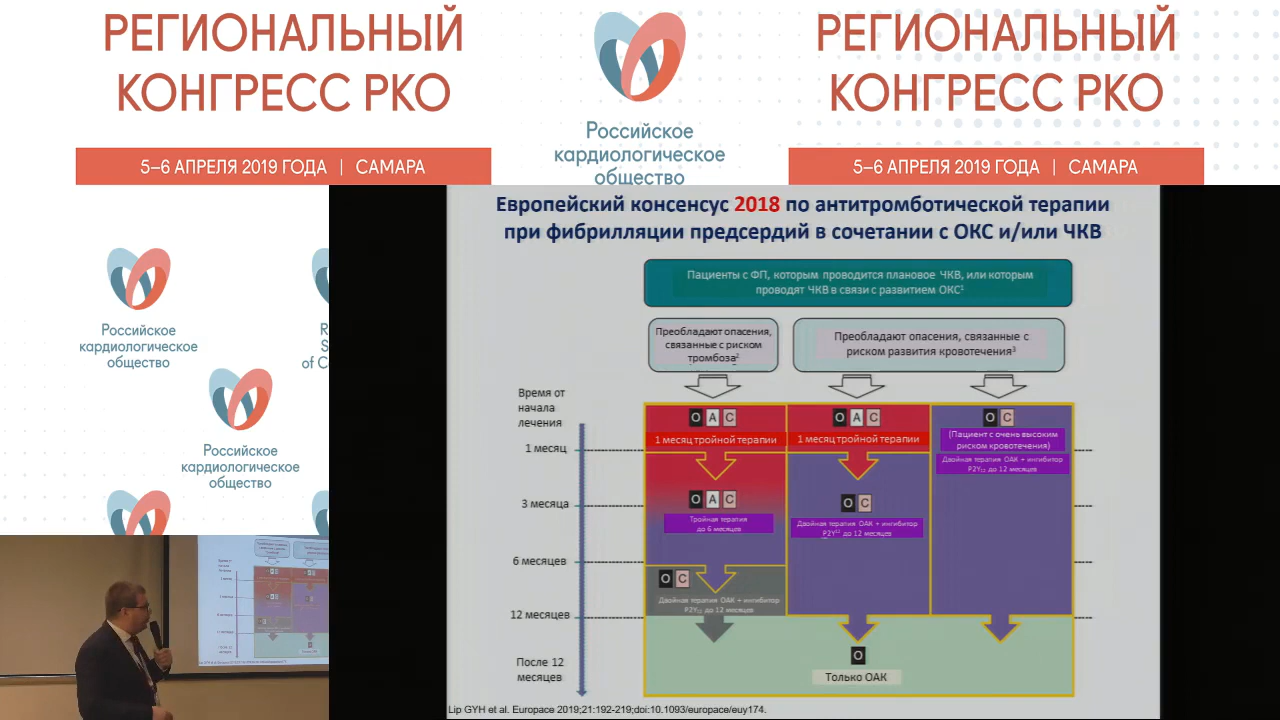 РЕГИОНАЛЬНЫЙ
КОНГРЕСС РКО
5–6 АПРЕЛЯ 2019 ГОДА | САМАРА
Российское
кардиологическое
общество
РЕГИОНАЛЬНЫЙ
КОНГРЕСС РКО
5–6 АПРЕЛЯ 2019 ГОДА | САМАРА
Российское
кардиологическое
общество
R
S
of C
Российское
кардиологическое
общество
Европейский консенсус 2018 по антитромботической терапии
при фибрилляции предсердий в сочетании с ОКС и/или ЧКВ
Пациенты с ФП, которым проводится плановое ЧКВ, или которым
проводят ЧКВ в связи с развитием ОКС¹
Преобладают опасения,
связанные с риском
тромбоза²
Преобладают опасения, связанные с
риском развития кровотечения³
Время от
начала
лечения
1 месяц
3 месяца
6 месяцев
12 месяцев
После 12
месяцев
О А С
1 месяц тройной терапии
О А С
Тройная терапия
до 6 месяцев
О С
Двойная терапия ОАК + ингибитор
P2Y₁₂ до 12 месяцев
О А С
1 месяц тройной терапии
О С
Двойная терапия ОАК + ингибитор
P2Y¹² до 12 месяцев
О С
(Пациент с очень высоким
риском кровотечения)
Двойная терапия ОАК + ингибитор
P2Y₁₂ до 12 месяцев
О
Только ОАК
Lip GYH et al. Europace 2019;21:192-219;doi:10.1093/europace/euy174.